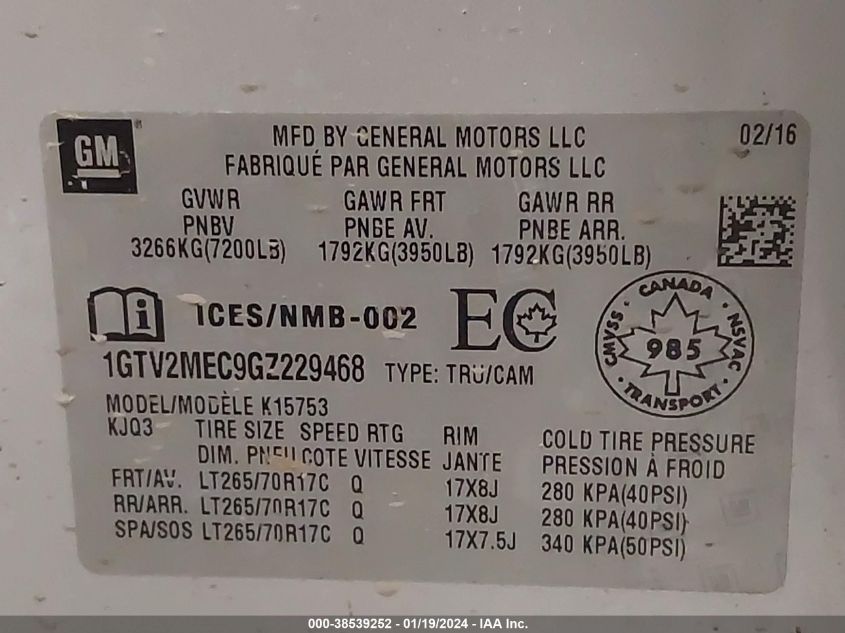 GM
MFD BY GENERAL MOTORS LLC 02/16
FABRIQUÉ PAR GENERAL MOTORS LLC
GVWR GAWR FRT GAWR RR
PNBV PNBE AV. PNBE ARR.
3266KG(7200LB) 1792KG(3950LB) 1792KG(3950LB)
ICES/NMB-002 EC
CMVSS CANADA NSVAC 985 TRANSPORT
1GTV2MEC9GZ229468 TYPE: TRU/CAM
MODEL/MODÈLE K15753
KJQ3 TIRE SIZE SPEED RTG RIM COLD TIRE PRESSURE
DIM. PNEU COTE VITESSE JANTE PRESSION À FROID
FRT/AV. LT265/70R17C Q 17X8J 280 KPA(40PSI)
RR/ARR. LT265/70R17C Q 17X8J 280 KPA(40PSI)
SPA/SOS LT265/70R17C Q 17X7.5J 340 KPA(50PSI)
000-38539252 - 01/19/2024 - IAA Inc.